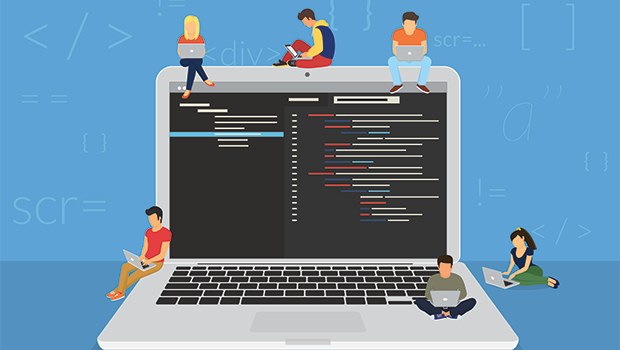 </>
<div>
scr=...
{ }
[ ]
!=
==
{}
"a"
{}
scr=
!=
</>